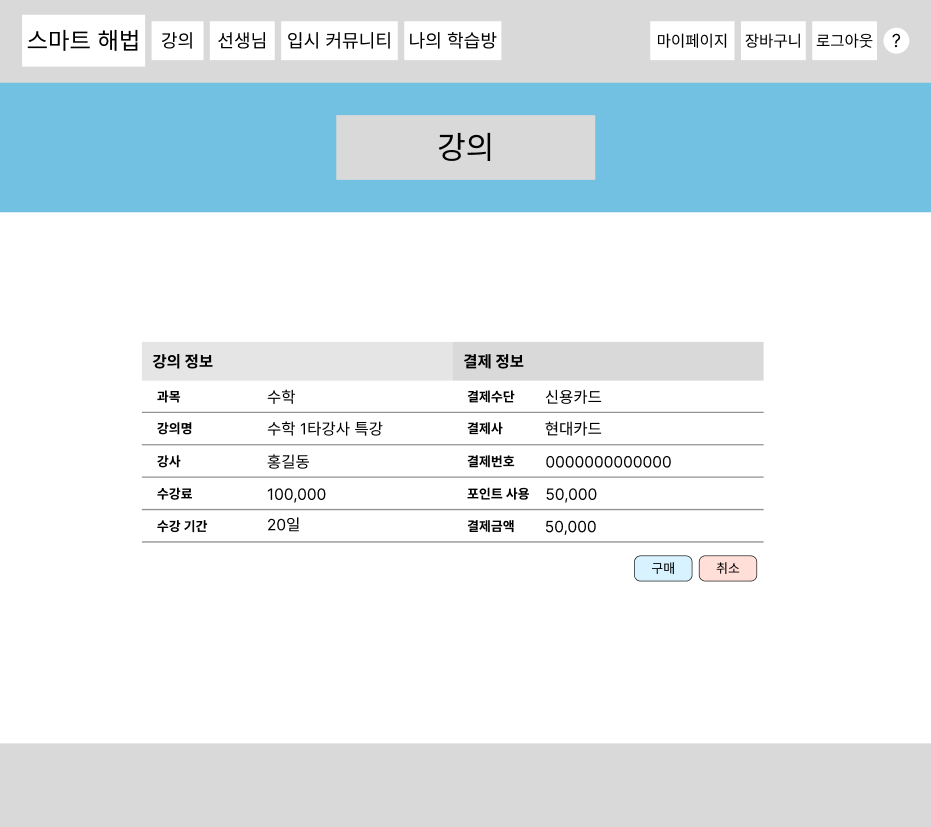 스마트 해법 강의 선생님 입시 커뮤니티 나의 학습방 마이페이지 장바구니 로그아웃 ?
강의
강의 정보 결제 정보
과목 수학 결제수단 신용카드
강의명 수학 1타강사 특강 결제사 현대카드
강사 홍길동 결제번호 0000000000000
수강료 100,000 포인트 사용 50,000
수강 기간 20일 결제금액 50,000
구매 취소